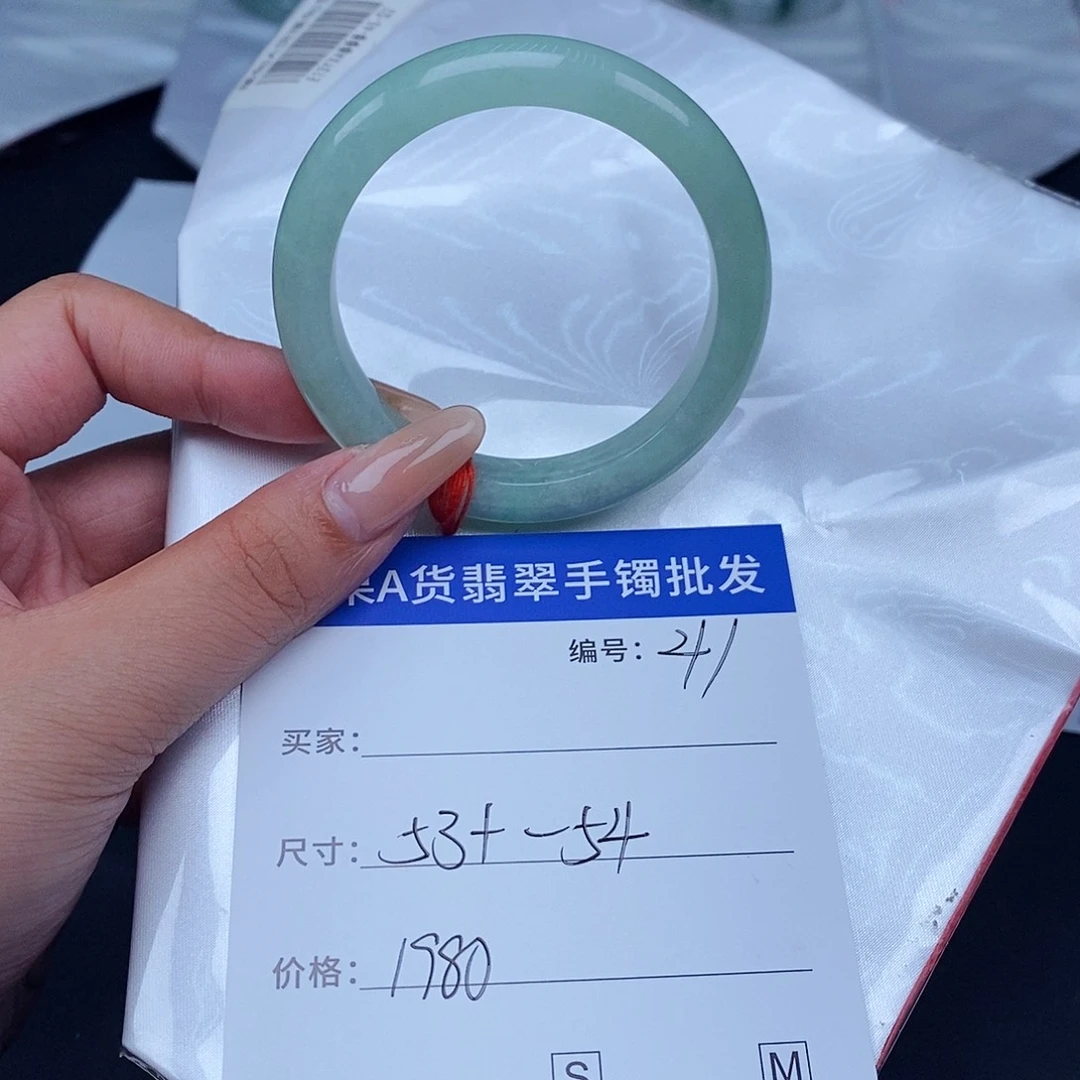 A货翡翠手镯批发
编号：241
买家：
尺寸：53+-54
价格：1980
S M